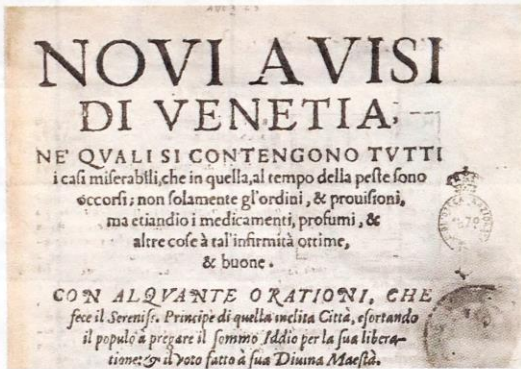 NOVI AVISI
DI VENETIA,
NE' QVALI SI CONTENGONO TVTTI
i casi miserabili, che in quella, al tempo della peste sono
occorsi; non solamente gl'ordini, & prouisioni,
ma etiandio i medicamenti, profumi, &
altre cose à tal'infirmità ottime,
& buone.
CON ALQVANTE ORATIONI, CHE
fece il Sereniss. Principe di quella inclita Città, esortando
il populo à pregare il sommo Iddio per la sua libera-
tione; & il voto fatto à sua Diuina Maestà.